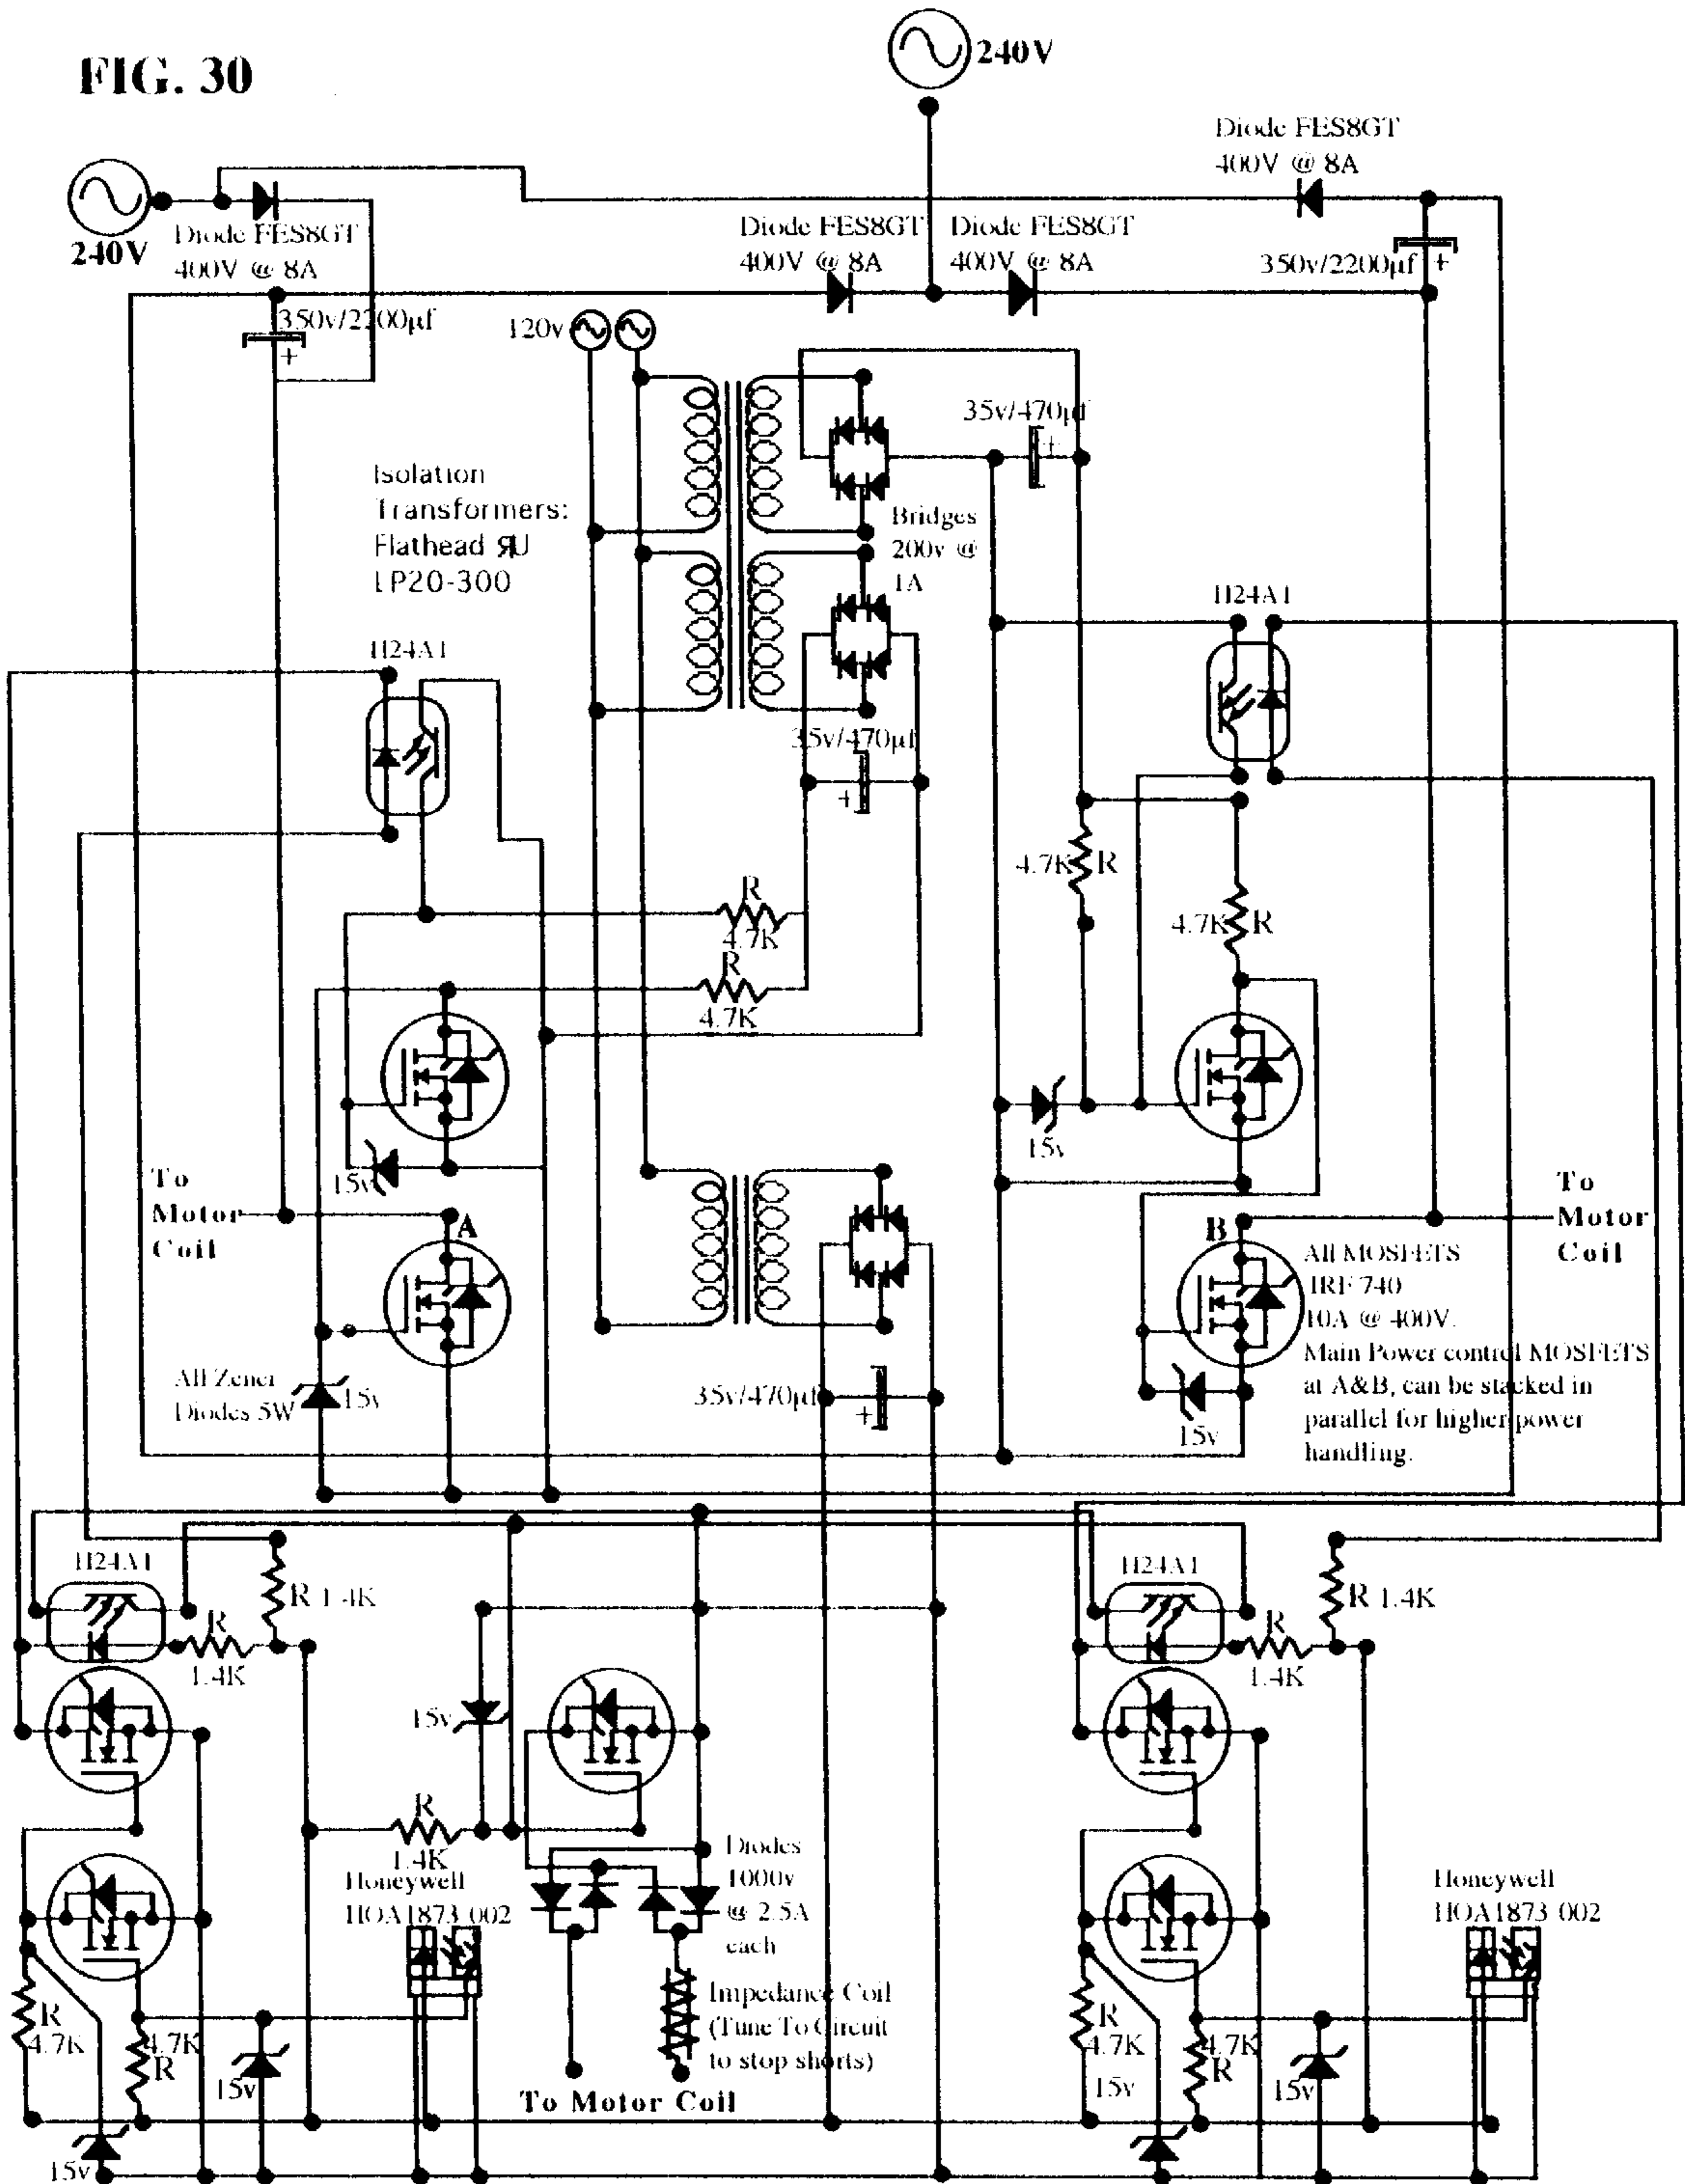 FIG. 30
240V
240V
Diode FES8GT
400V @ 8A
Diode FES8GT
400V @ 8A
Diode FES8GT
400V @ 8A
Diode FES8GT
400V @ 8A
350v/2200µf
+
350v/2200µf
+
120v
35v/470µf
+
Isolation
Transformers:
Flathead ЯU
LP20-300
Bridges
200v @
1A
H24A1
H24A1
35v/470µf
+
R
4.7K
R
4.7K
4.7K R
4.7K R
15v
15v
To
Motor
Coil
A
B
To
Motor
Coil
All MOSFETS
IRF 740
10A @ 400V.
Main Power control MOSFETS
at A&B, can be stacked in
parallel for higher power
handling.
All Zener
Diodes 5W
15v
35v/470µf
+
15v
H24A1
R 1.4K
R
1.4K
H24A1
R 1.4K
R
1.4K
15v
R
1.4K
Honeywell
HOA1873-002
Diodes
1000v
@ 2.5A
each
Honeywell
HOA1873-002
Impedance Coil
(Tune To Circuit
to stop shorts)
To Motor Coil
R
4.7K
4.7K
R
15v
15v
R
4.7K
4.7K
R
15v
15v